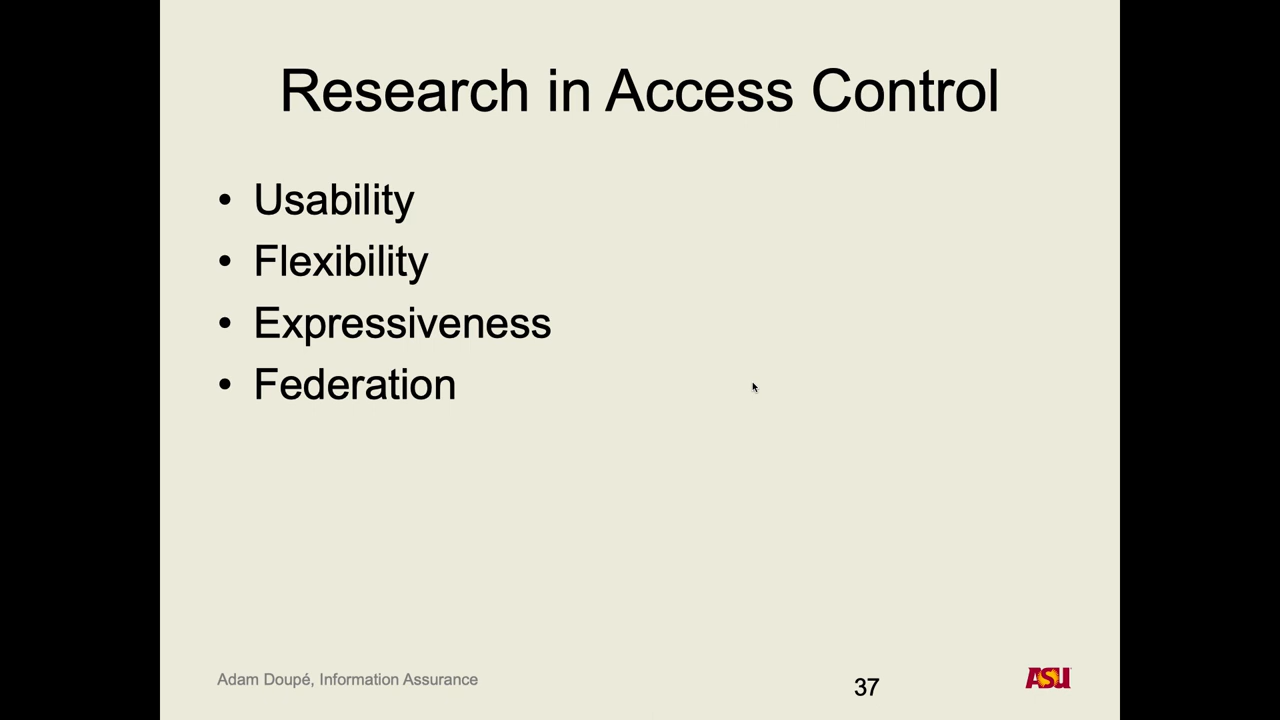 Research in Access Control
• Usability
• Flexibility
• Expressiveness
• Federation
Adam Doupé, Information Assurance
37
ASU